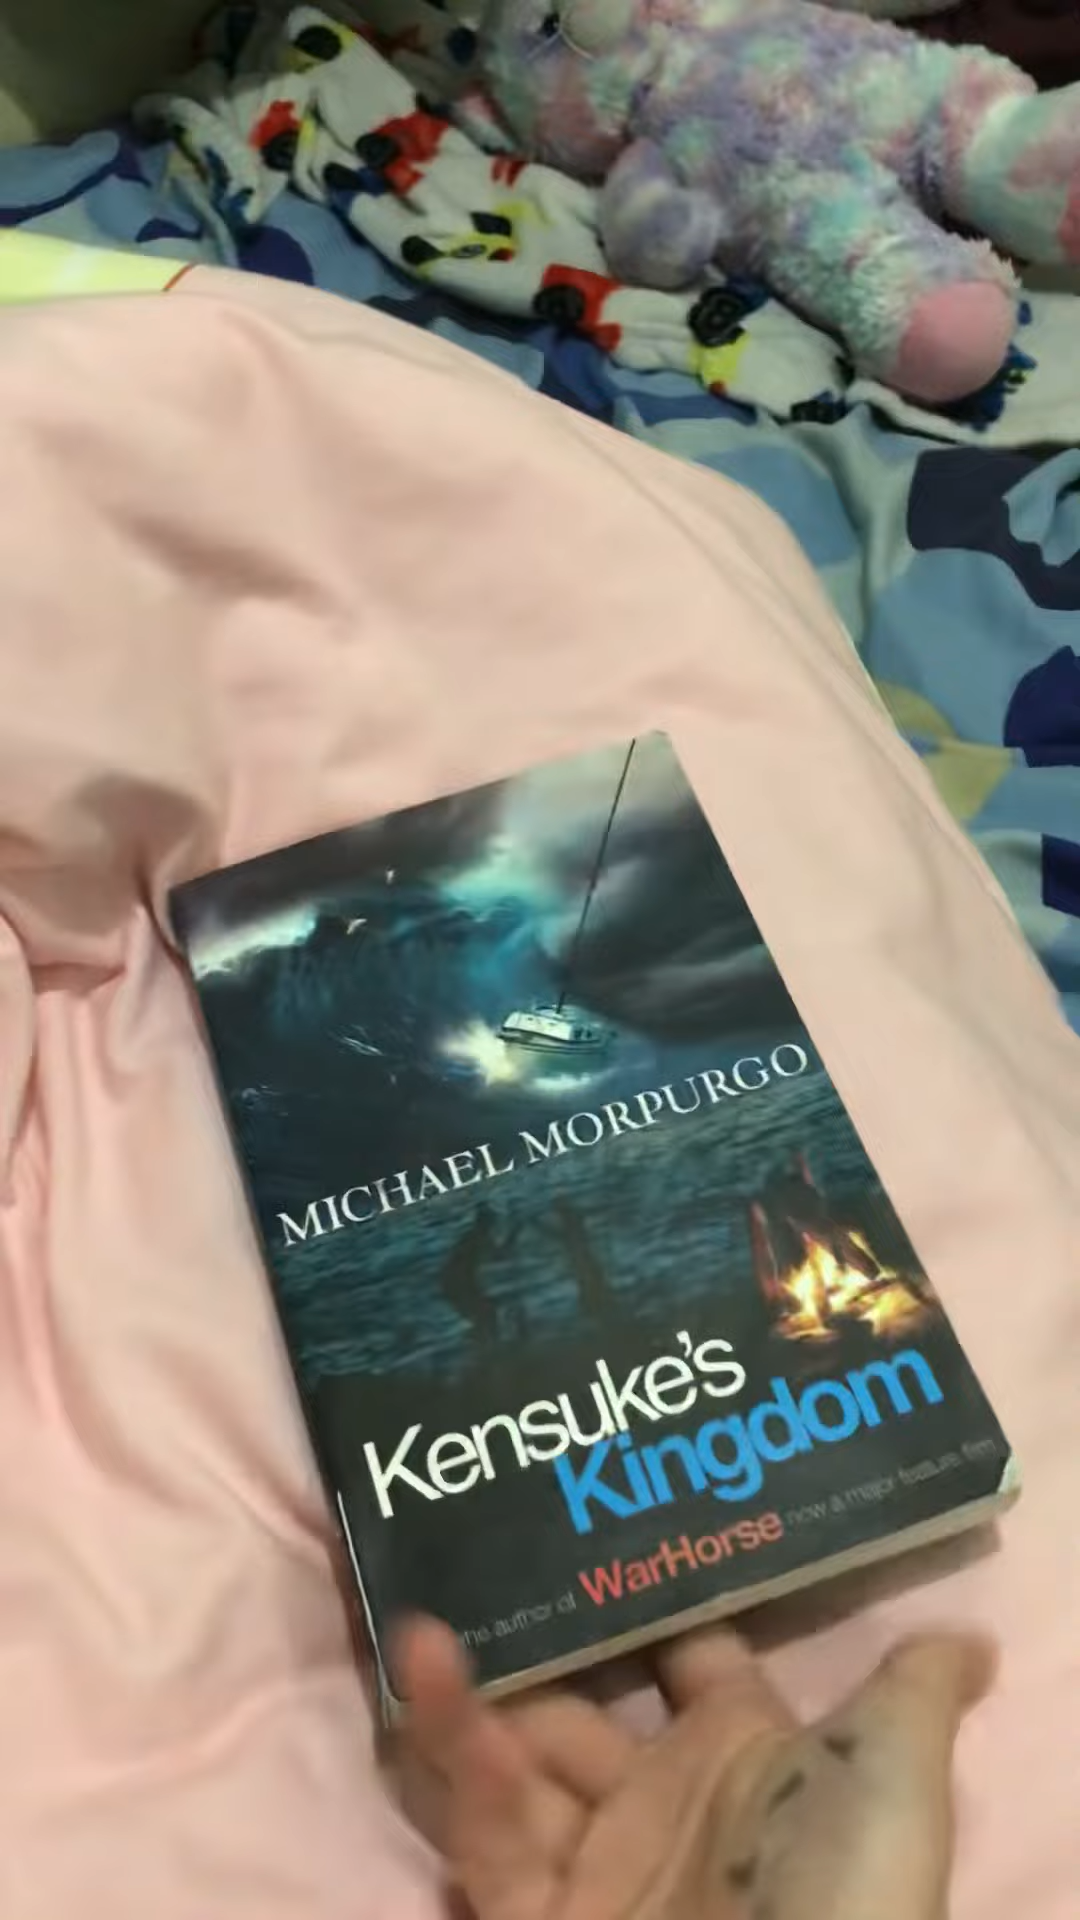 MICHAEL MORPURGO
Kensuke's
Kingdom
the author of WarHorse now a major feature film